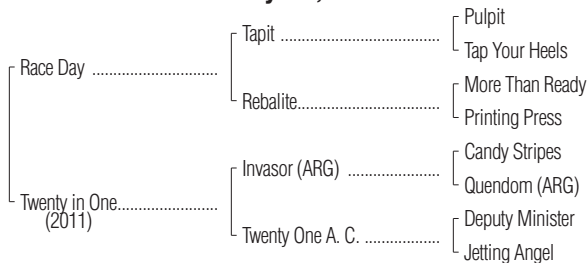 Tapit
Pulpit
Tap Your Heels
Race Day
Rebalite
More Than Ready
Printing Press
Invasor (ARG)
Candy Stripes
Quendom (ARG)
Twenty in One
(2011)
Twenty One A. C.
Deputy Minister
Jetting Angel